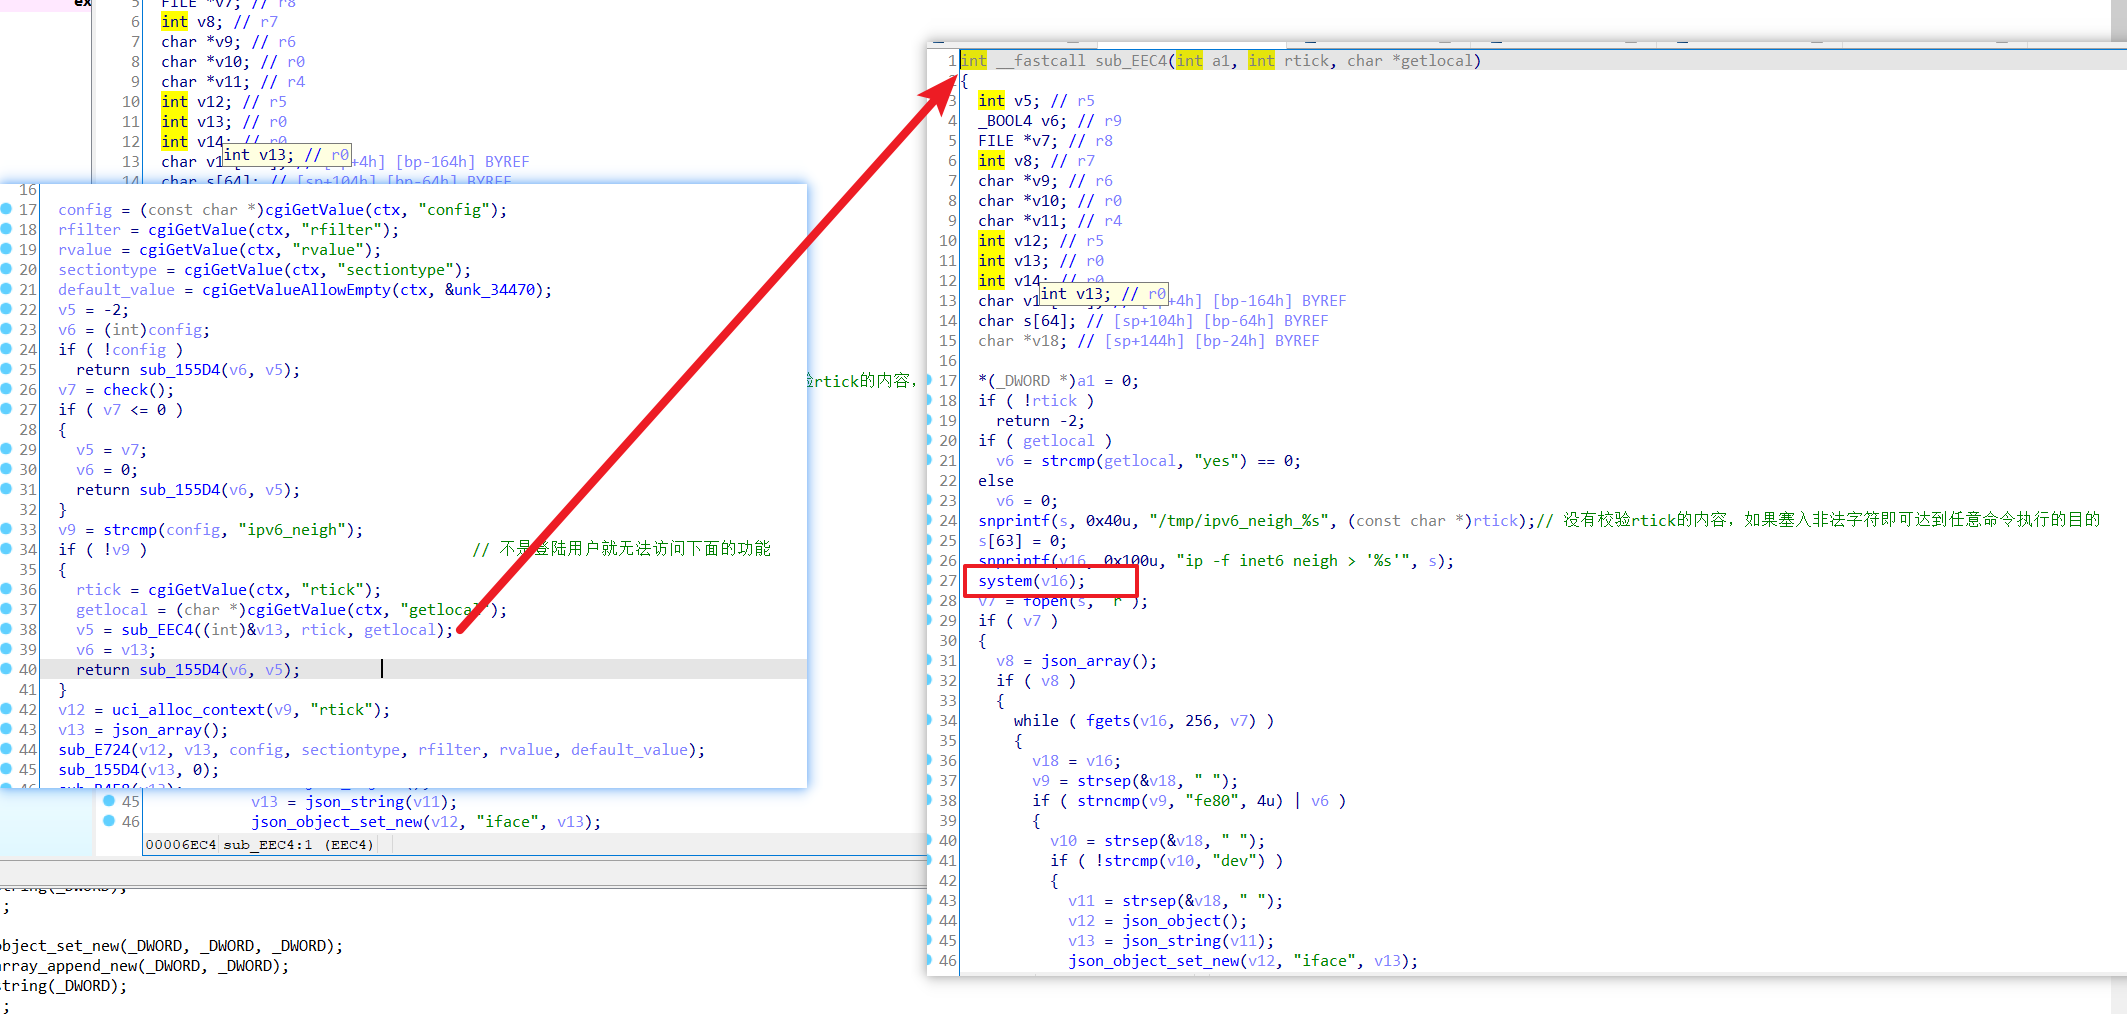 ex
5 FILE *v7; // r8
6 int v8; // r7
7 char *v9; // r6
8 char *v10; // r0
9 char *v11; // r4
10 int v12; // r5
11 int v13; // r0
12 int v14; // r0
int v13; // r0
13 char v1 +4h] [bp-164h] BYREF
14 char s[64]; // [sp+104h] [bp-64h] BYREF
16
17 config = (const char *)cgiGetValue(ctx, "config");
18 rfilter = cgiGetValue(ctx, "rfilter");
19 rvalue = cgiGetValue(ctx, "rvalue");
20 sectiontype = cgiGetValue(ctx, "sectiontype");
21 default_value = cgiGetValueAllowEmpty(ctx, &unk_34470);
22 v5 = -2;
23 v6 = (int)config;
24 if ( !config )
25 return sub_155D4(v6, v5);
26 v7 = check();
27 if ( v7 <= 0 )
28 {
29 v5 = v7;
30 v6 = 0;
31 return sub_155D4(v6, v5);
32 }
33 v9 = strcmp(config, "ipv6_neigh");
34 if ( !v9 ) // 不是登陆用户就无法访问下面的功能
35 {
36 rtick = cgiGetValue(ctx, "rtick");
37 getlocal = (char *)cgiGetValue(ctx, "getlocal");
38 v5 = sub_EEC4((int)&v13, rtick, getlocal);
39 v6 = v13;
40 return sub_155D4(v6, v5);
41 }
42 v12 = uci_alloc_context(v9, "rtick");
43 v13 = json_array();
44 sub_E724(v12, v13, config, sectiontype, rfilter, rvalue, default_value);
45 sub_155D4(v13, 0);
验rtick的内容,
45 v13 = json_string(v11);
46 json_object_set_new(v12, "iface", v13);
00006EC4 sub_EEC4:1 (EEC4)
string(_DWORD);
;
object_set_new(_DWORD, _DWORD, _DWORD);
array_append_new(_DWORD, _DWORD);
string(_DWORD);
;
1 int __fastcall sub_EEC4(int a1, int rtick, char *getlocal)
{
3 int v5; // r5
4 _BOOL4 v6; // r9
5 FILE *v7; // r8
6 int v8; // r7
7 char *v9; // r6
8 char *v10; // r0
9 char *v11; // r4
10 int v12; // r5
11 int v13; // r0
12 int v14; // r0
int v13; // r0
13 char v1 +4h] [bp-164h] BYREF
14 char s[64]; // [sp+104h] [bp-64h] BYREF
15 char *v18; // [sp+144h] [bp-24h] BYREF
16
17 *(_DWORD *)a1 = 0;
18 if ( !rtick )
19 return -2;
20 if ( getlocal )
21 v6 = strcmp(getlocal, "yes") == 0;
22 else
23 v6 = 0;
24 snprintf(s, 0x40u, "/tmp/ipv6_neigh_%s", (const char *)rtick);// 没有校验rtick的内容，如果塞入非法字符即可达到任意命令执行的目的
25 s[63] = 0;
26 snprintf(v16, 0x100u, "ip -f inet6 neigh > '%s'", s);
27 system(v16);
28 v7 = fopen(s, "r");
29 if ( v7 )
30 {
31 v8 = json_array();
32 if ( v8 )
33 {
34 while ( fgets(v16, 256, v7) )
35 {
36 v18 = v16;
37 v9 = strsep(&v18, " ");
38 if ( strncmp(v9, "fe80", 4u) | v6 )
39 {
40 v10 = strsep(&v18, " ");
41 if ( !strcmp(v10, "dev") )
42 {
43 v11 = strsep(&v18, " ");
44 v12 = json_object();
45 v13 = json_string(v11);
46 json_object_set_new(v12, "iface", v13);